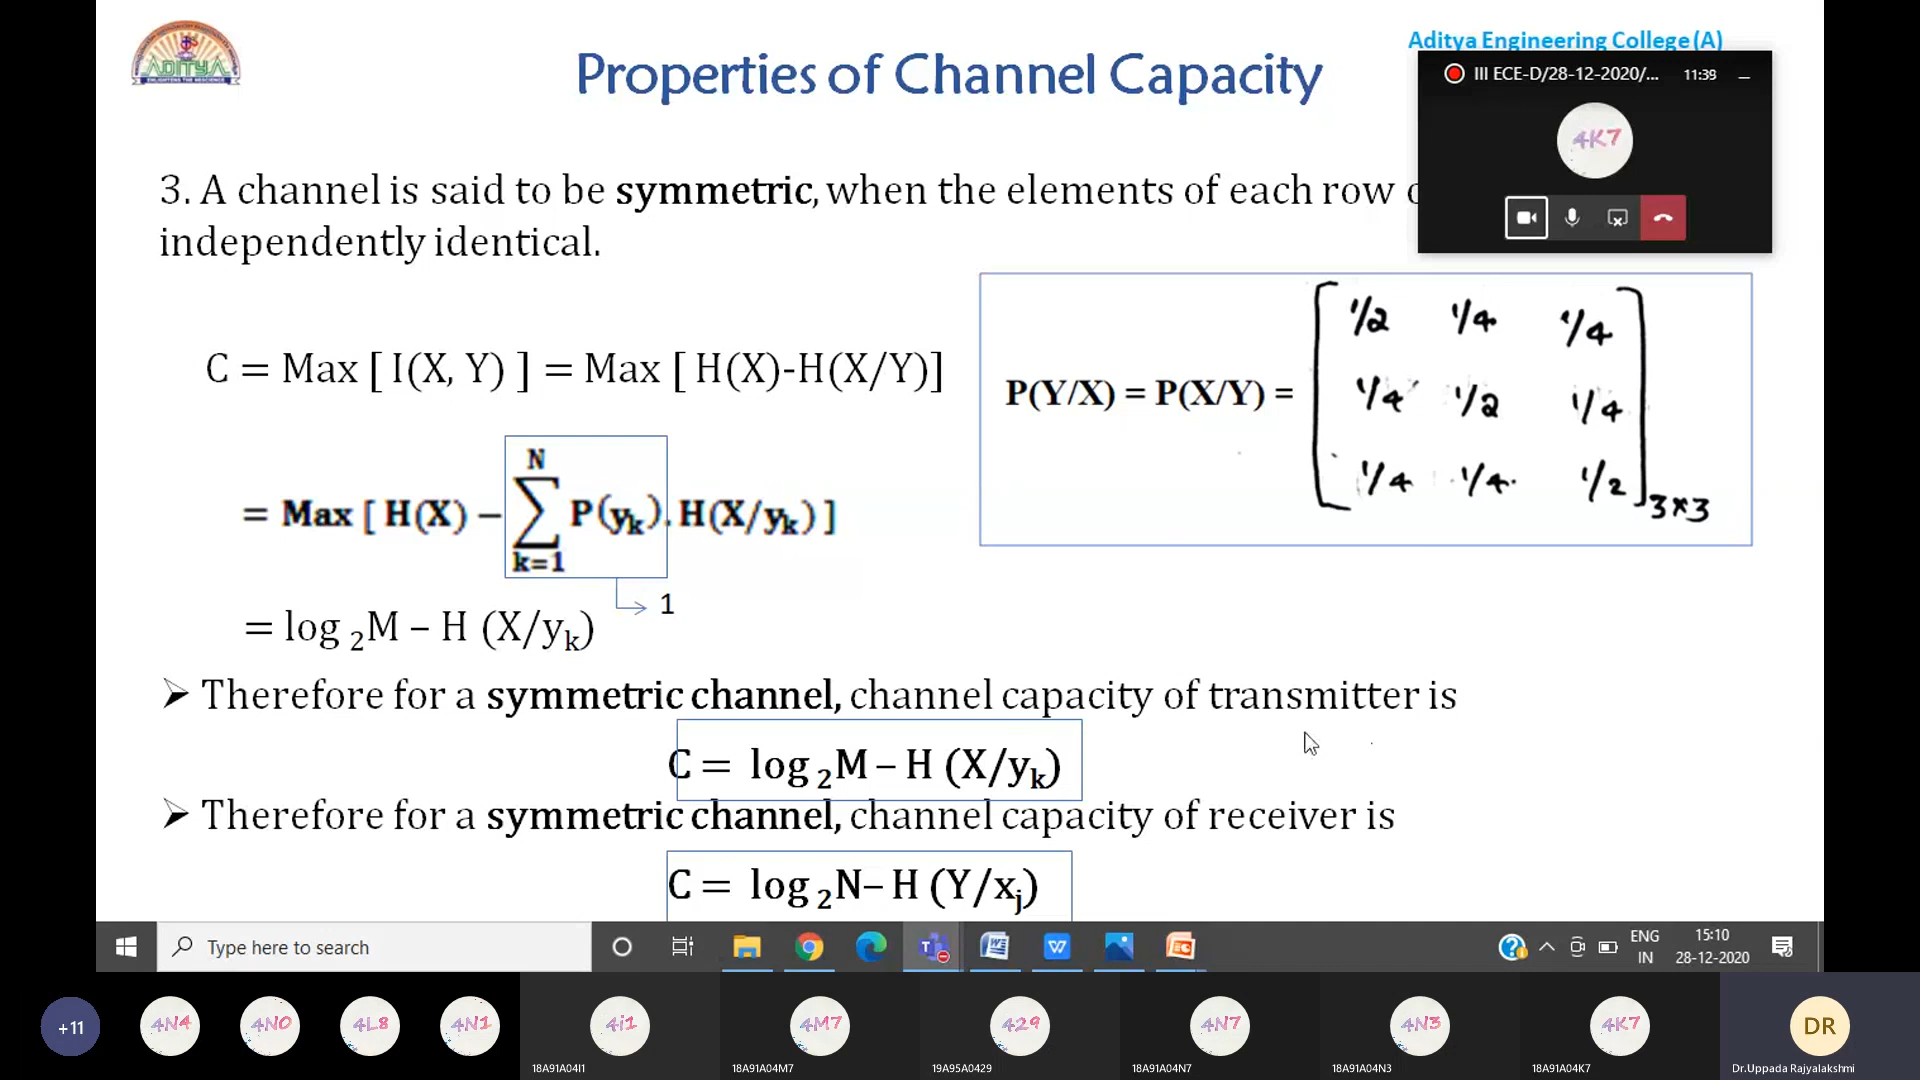 Aditya Engineering College (A)
ADITYA
Properties of Channel Capacity
III ECE-D/28-12-2020/... 11:39
4K7
3. A channel is said to be symmetric, when the elements of each row
independently identical.
C = Max [ I(X, Y) ] = Max [ H(X)-H(X/Y)]
P(Y/X) = P(X/Y) =
1/2 1/4 1/4
1/4 1/2 1/4
1/4 1/4 1/2
3×3
= Max [ H(X) – ∑ₖ₌₁ᴺ P(yₖ). H(X/yₖ) ]
1
= log ₂M – H (X/yₖ)
➢ Therefore for a symmetric channel, channel capacity of transmitter is
C = log ₂M – H (X/yₖ)
➢ Therefore for a symmetric channel, channel capacity of receiver is
C = log ₂N– H (Y/xⱼ)
Type here to search
ENG
IN
15:10
28-12-2020
+11 4N4 4N0 4L8 4N1 4i1 4M7 429 4N7 4N3 4K7 DR
18A91A04I1 18A91A04M7 19A95A0429 18A91A04N7 18A91A04N3 18A91A04K7 Dr.Uppada Rajyalakshmi